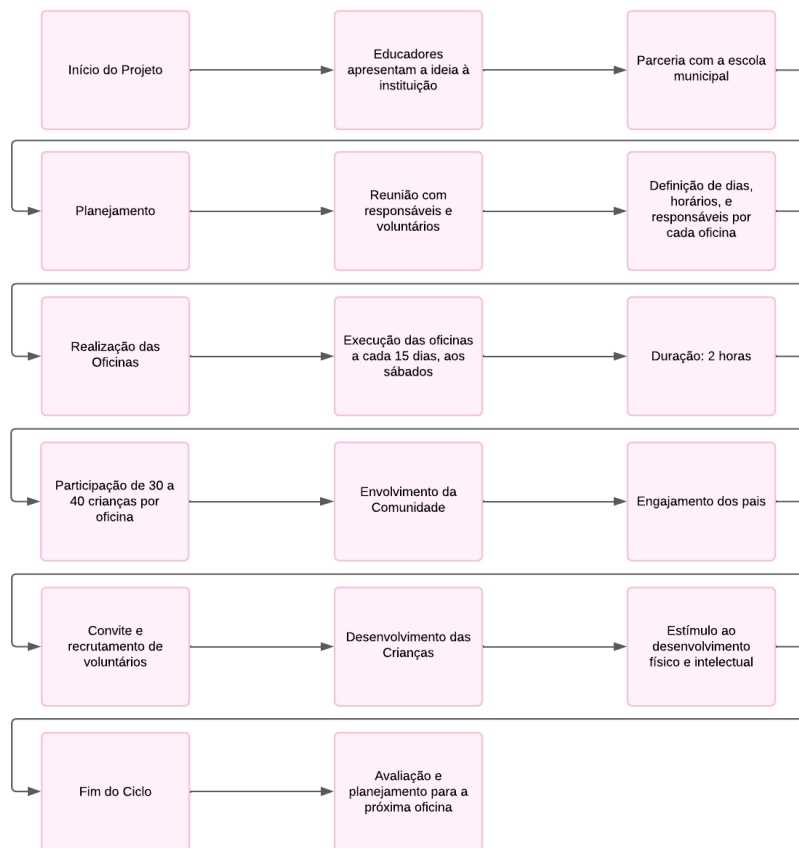 Início do Projeto
Educadores
apresentam a ideia à
instituição
Parceria com a escola
municipal
Planejamento
Reunião com
responsáveis e
voluntários
Definição de dias,
horários, e
responsáveis por
cada oficina
Realização das
Oficinas
Execução das oficinas
a cada 15 dias, aos
sábados
Duração: 2 horas
Participação de 30 a
40 crianças por
oficina
Envolvimento da
Comunidade
Engajamento dos pais
Convite e
recrutamento de
voluntários
Desenvolvimento das
Crianças
Estímulo ao
desenvolvimento
físico e intelectual
Fim do Ciclo
Avaliação e
planejamento para a
próxima oficina